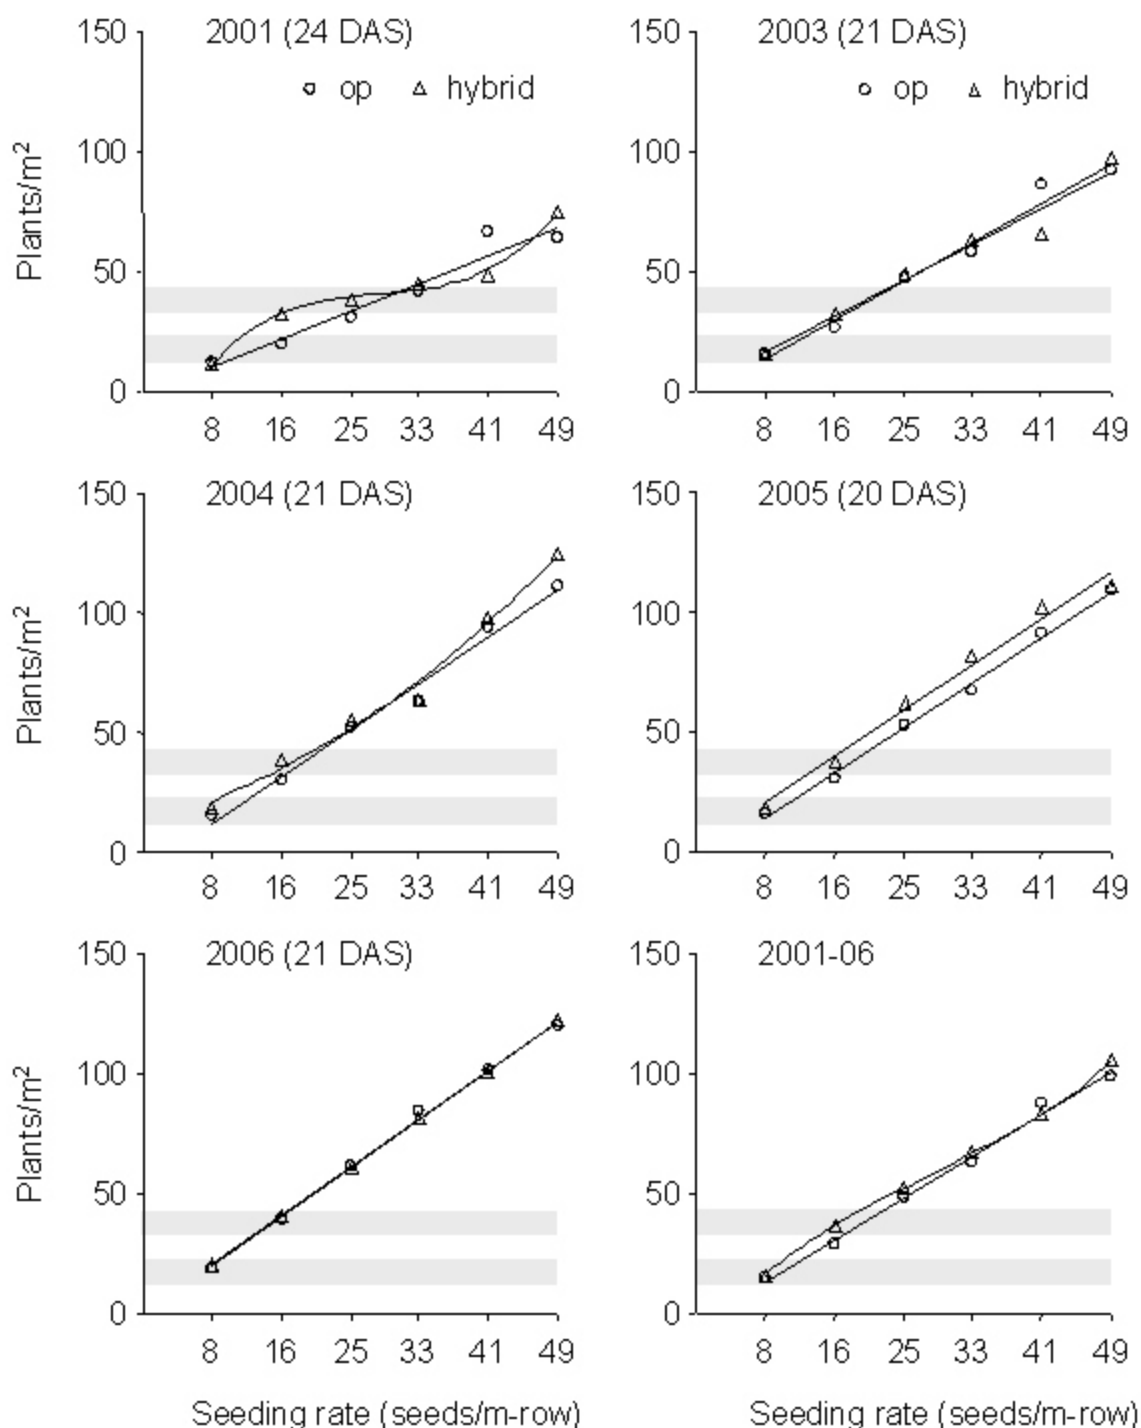 2001 (24 DAS)
op hybrid
150
100
50
0
Plants/m²
8 16 25 33 41 49
2003 (21 DAS)
op hybrid
150
100
50
0
8 16 25 33 41 49
2004 (21 DAS)
150
100
50
0
Plants/m²
8 16 25 33 41 49
2005 (20 DAS)
150
100
50
0
8 16 25 33 41 49
2006 (21 DAS)
150
100
50
0
Plants/m²
8 16 25 33 41 49
Seeding rate (seeds/m-row)
2001-06
150
100
50
0
8 16 25 33 41 49
Seeding rate (seeds/m-row)